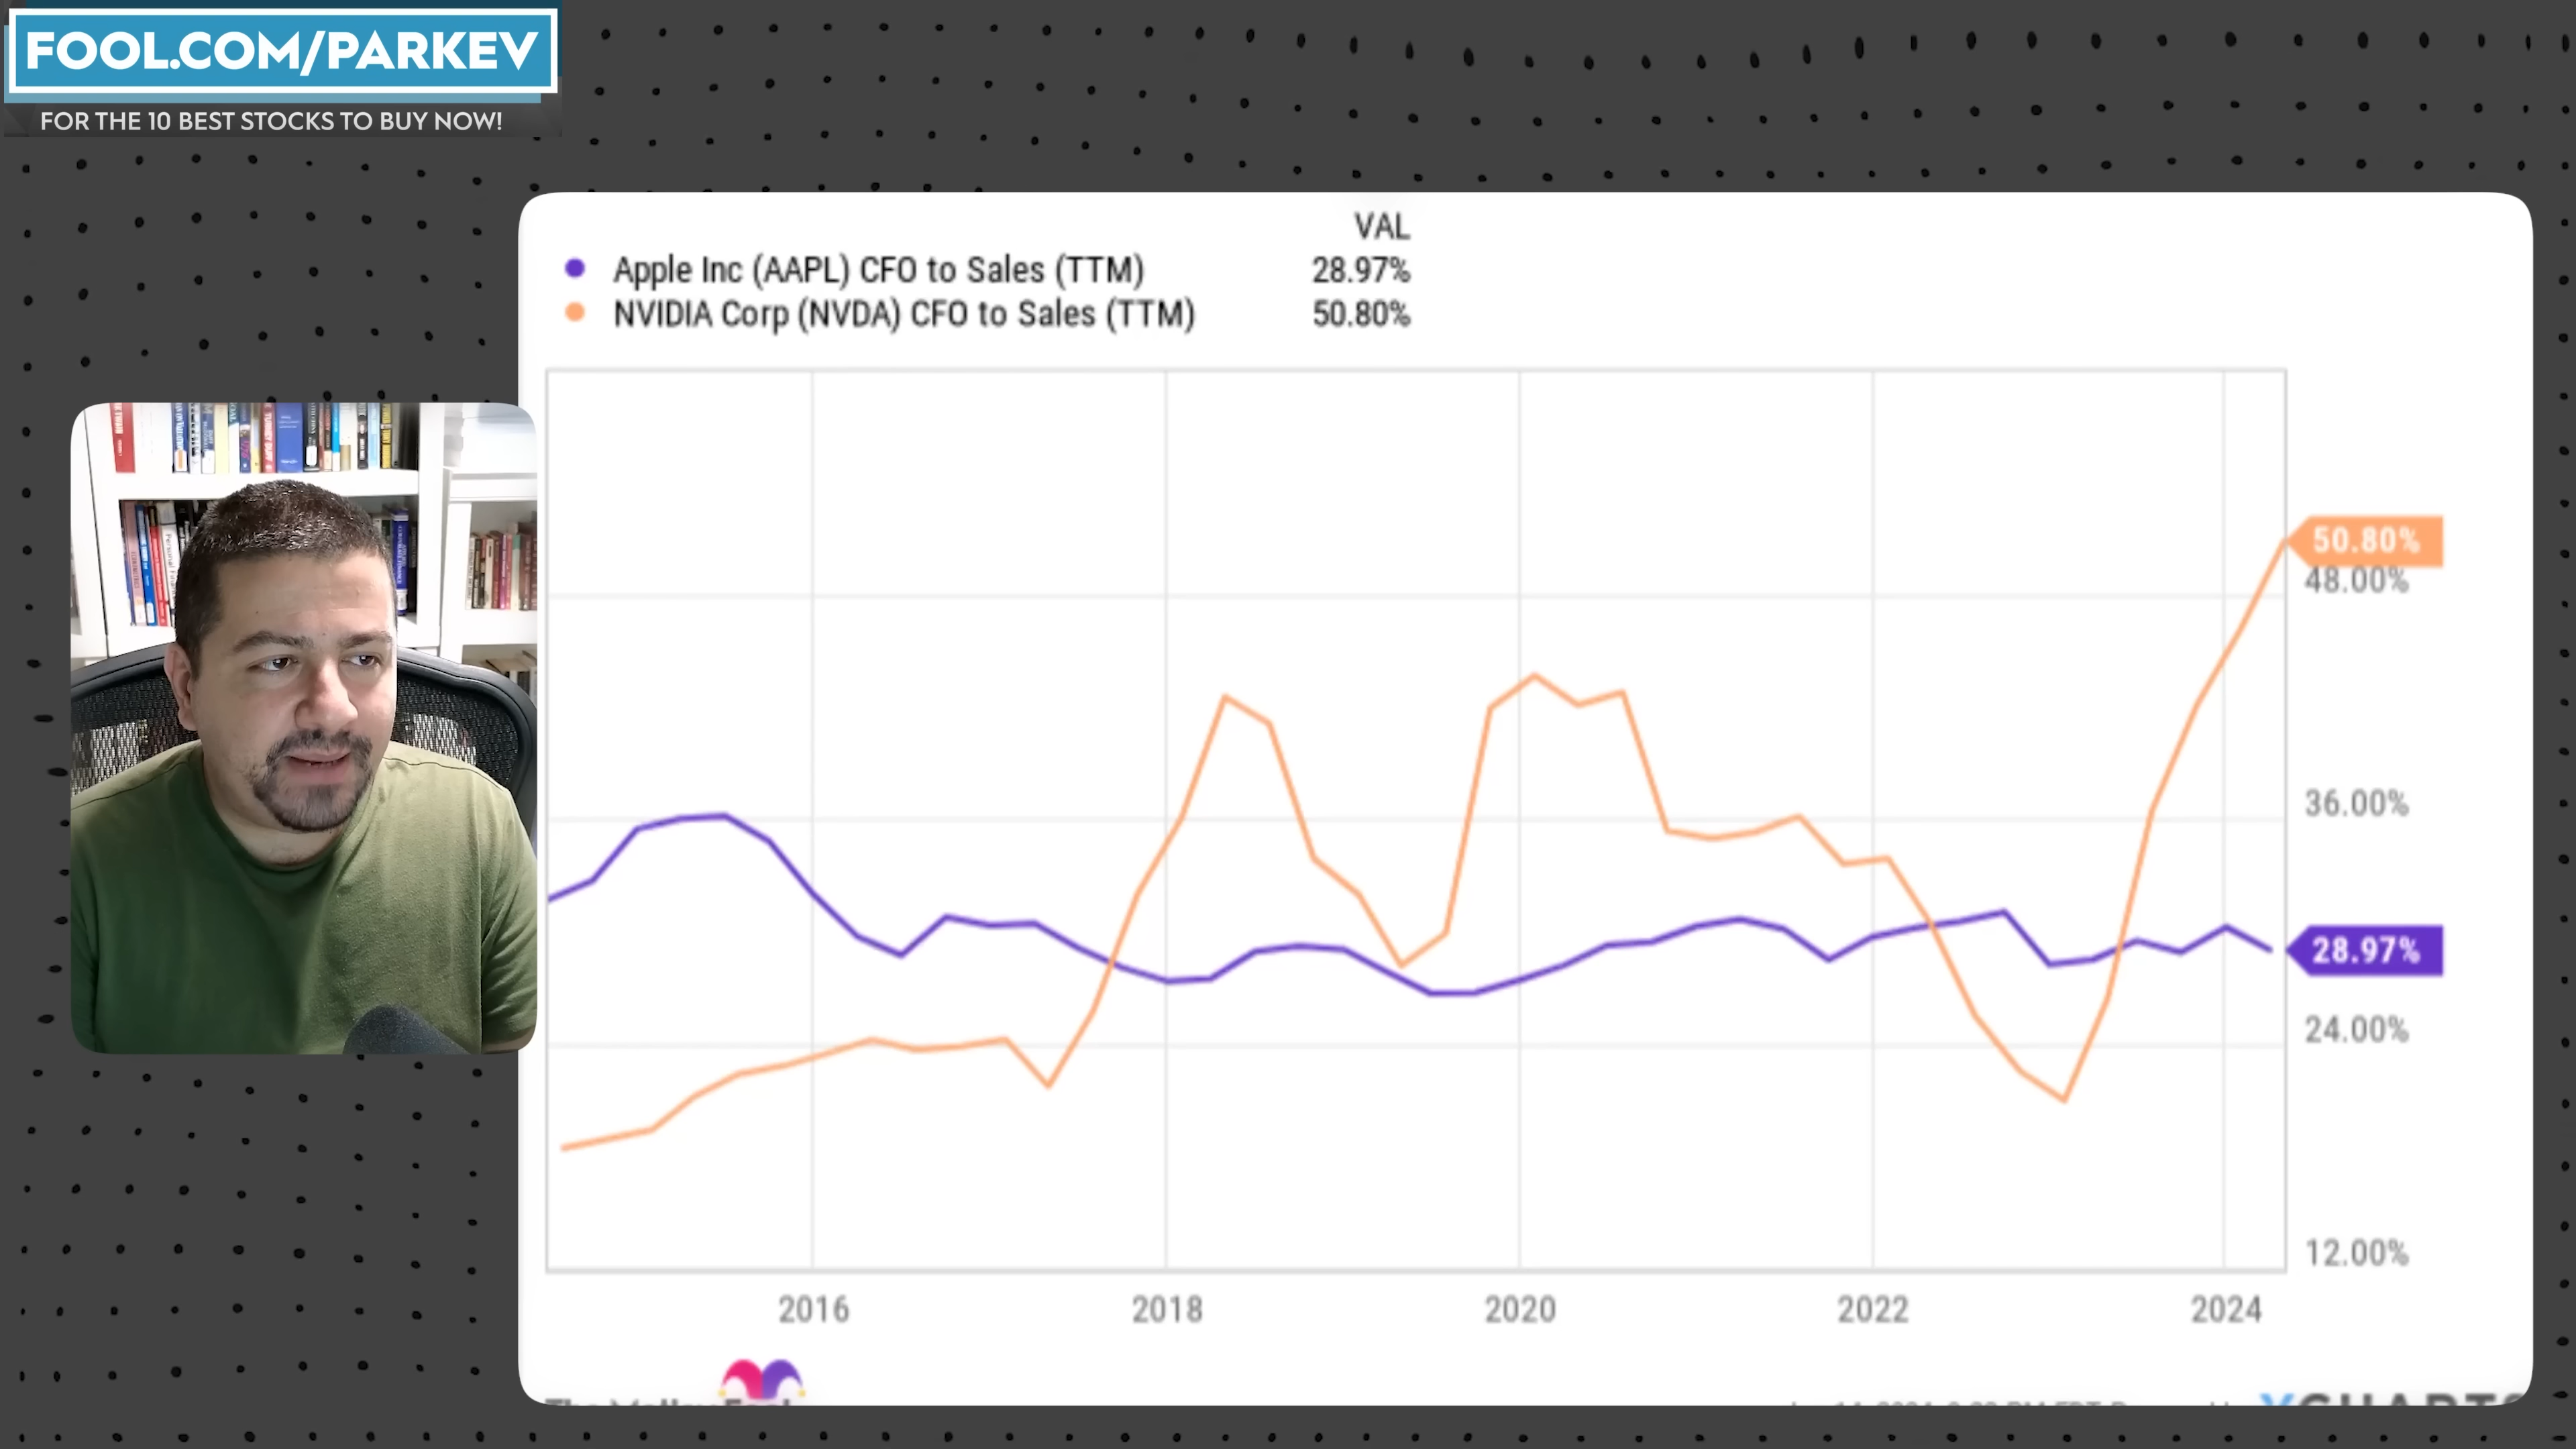 FOOL.COM/PARKEV
FOR THE 10 BEST STOCKS TO BUY NOW!
VAL
Apple Inc (AAPL) CFO to Sales (TTM) 28.97%
NVIDIA Corp (NVDA) CFO to Sales (TTM) 50.80%
50.80%
48.00%
36.00%
28.97%
24.00%
12.00%
2016 2018 2020 2022 2024